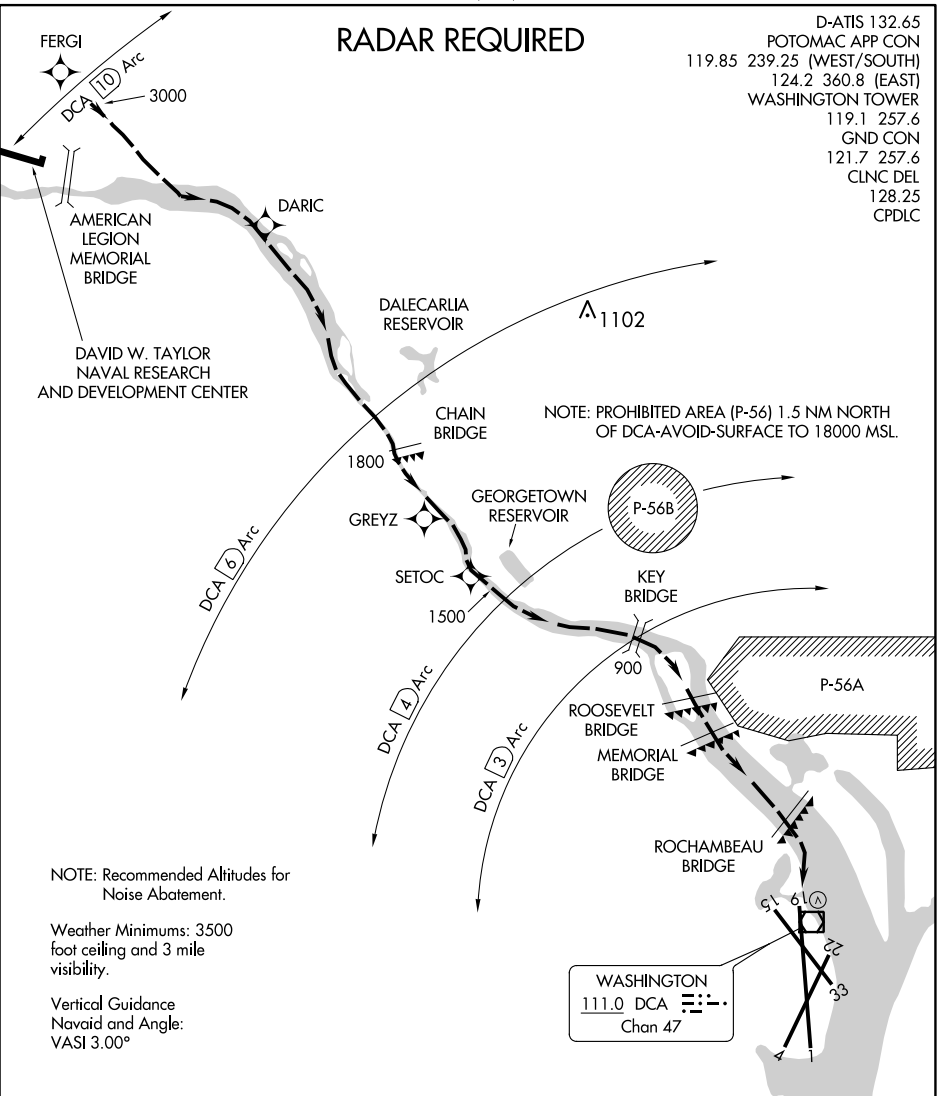 RADAR REQUIRED
D-ATIS 132.65
POTOMAC APP CON
119.85 239.25 (WEST/SOUTH)
124.2 360.8 (EAST)
WASHINGTON TOWER
119.1 257.6
GND CON
121.7 257.6
CLNC DEL
128.25
CPDLC
FERGI
DCA 10 Arc
3000
AMERICAN
LEGION
MEMORIAL
BRIDGE
DARIC
DAVID W. TAYLOR
NAVAL RESEARCH
AND DEVELOPMENT CENTER
DALECARLIA
RESERVOIR
1102
CHAIN
BRIDGE
NOTE: PROHIBITED AREA (P-56) 1.5 NM NORTH
OF DCA-AVOID-SURFACE TO 18000 MSL.
1800
GREYZ
GEORGETOWN
RESERVOIR
P-56B
DCA 6 Arc
SETOC
1500
KEY
BRIDGE
900
P-56A
DCA 4 Arc
ROOSEVELT
BRIDGE
MEMORIAL
BRIDGE
DCA 3 Arc
ROCHAMBEAU
BRIDGE
NOTE: Recommended Altitudes for
Noise Abatement.
Weather Minimums: 3500
foot ceiling and 3 mile
visibility.
Vertical Guidance
Navaid and Angle:
VASI 3.00°
15
19
V
22
33
4
1
WASHINGTON
111.0 DCA
Chan 47